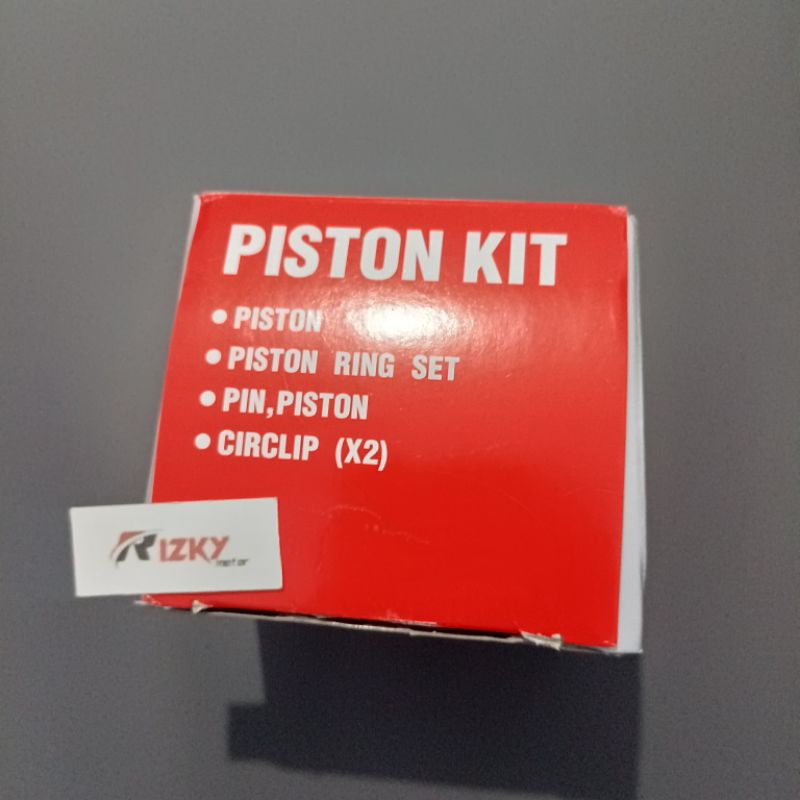 PISTON KIT
• PISTON
• PISTON RING SET
• PIN,PISTON
• CIRCLIP (X2)
RIZKY
motor